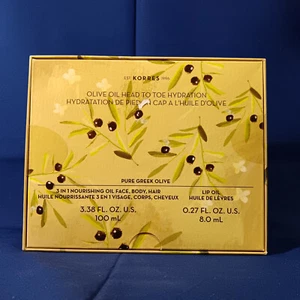 EST. KORRES 1996
OLIVE OIL HEAD TO TOE HYDRATION
HYDRATATION DE PIED EN CAP A L'HUILE D'OLIVE
PURE GREEK OLIVE
3 IN 1 NOURISHING OIL FACE, BODY, HAIR
HUILE NOURRISSANTE 3 EN 1 VISAGE, CORPS, CHEVEUX
3.38 FL. OZ. U.S.
100 mL
LIP OIL
HUILE DE LÈVRES
0.27 FL. OZ. U.S.
8.0 mL